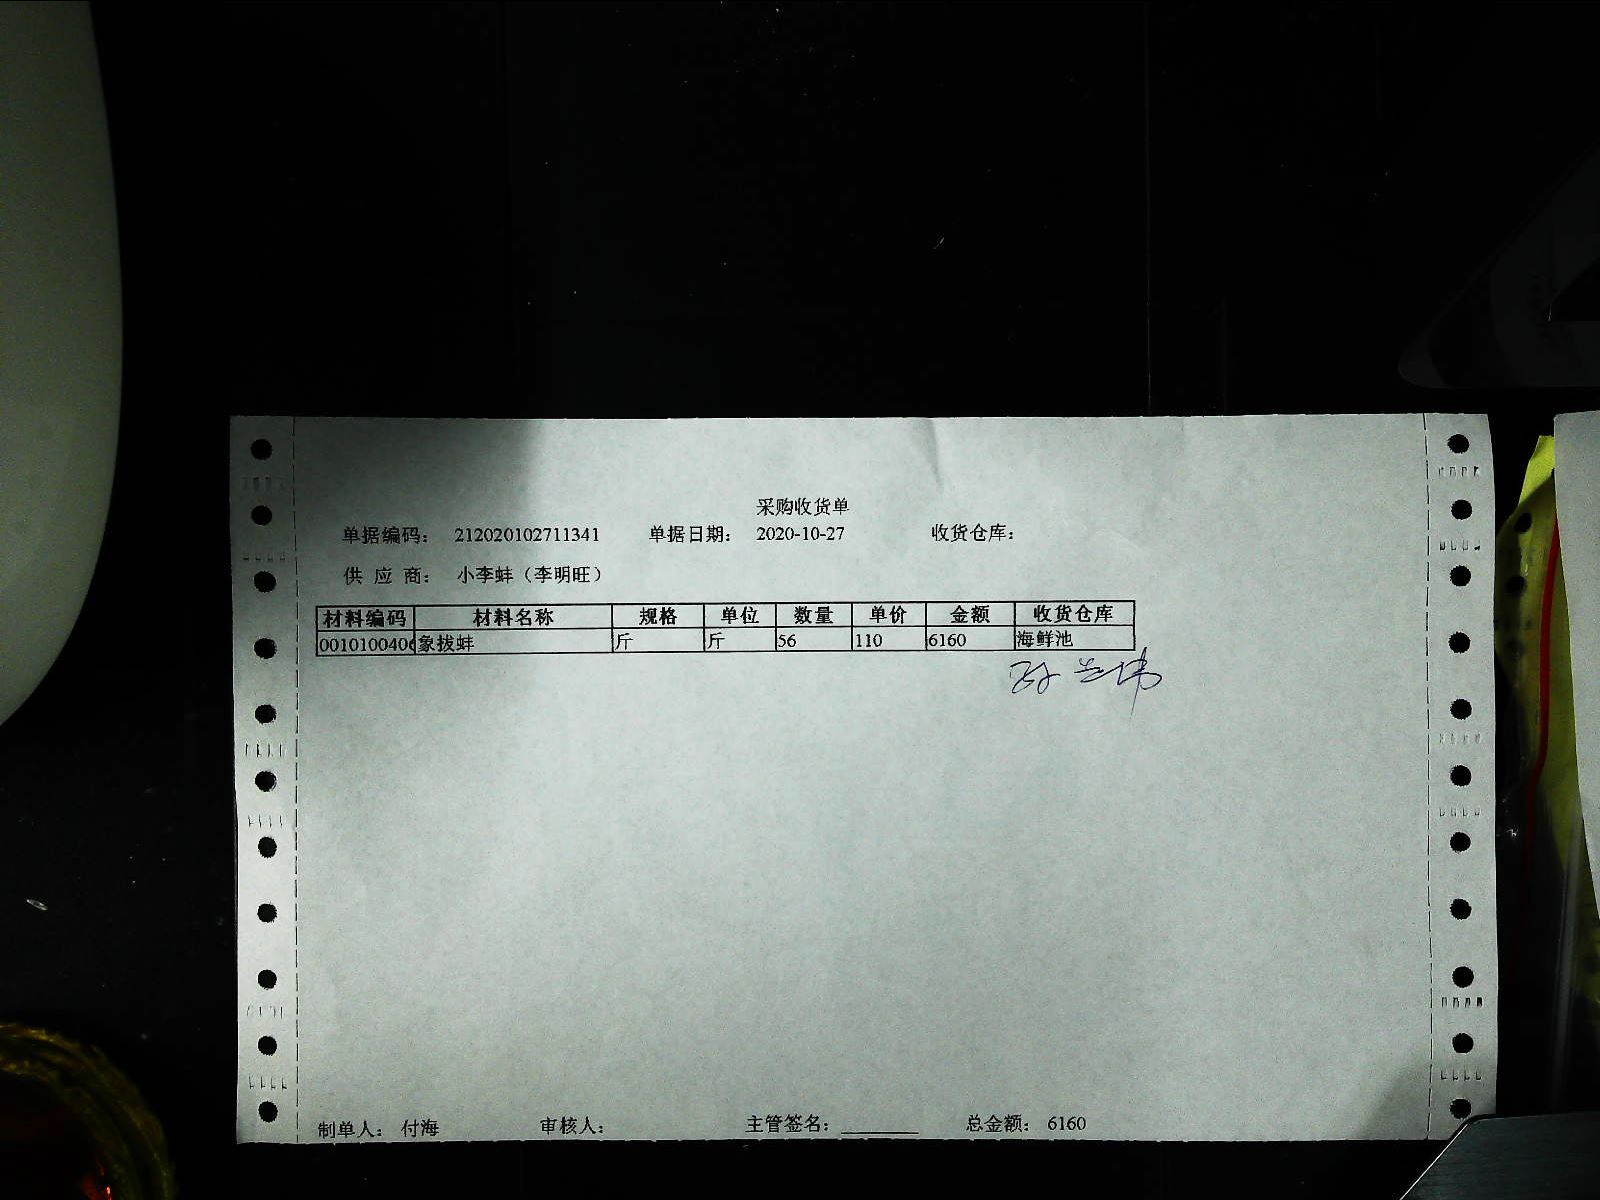 采购收货单
单据编码： 212020102711341 单据日期： 2020-10-27 收货仓库：
供 应 商： 小李蚌（李明旺）
材料编码 材料名称 规格 单位 数量 单价 金额 收货仓库
0010100406 象拔蚌 斤 斤 56 110 6160 海鲜池
制单人： 付海 审核人： 主管签名：_______ 总金额： 6160